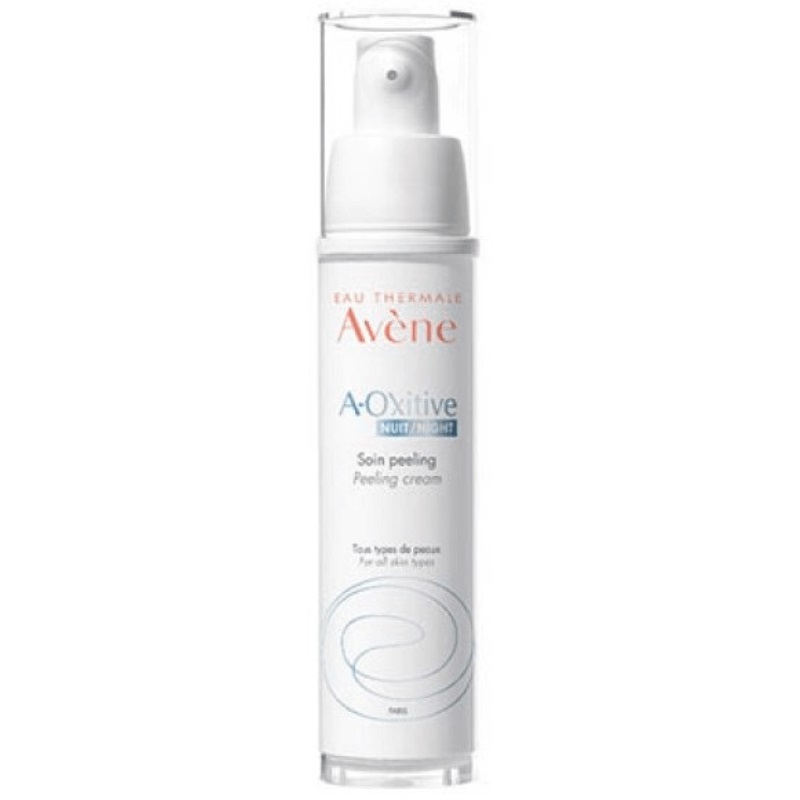 EAU THERMALE
Avène
A·OXitive
NUIT/NIGHT
Soin peeling
Peeling cream
Tous types de peaux
For all skin types
PARIS